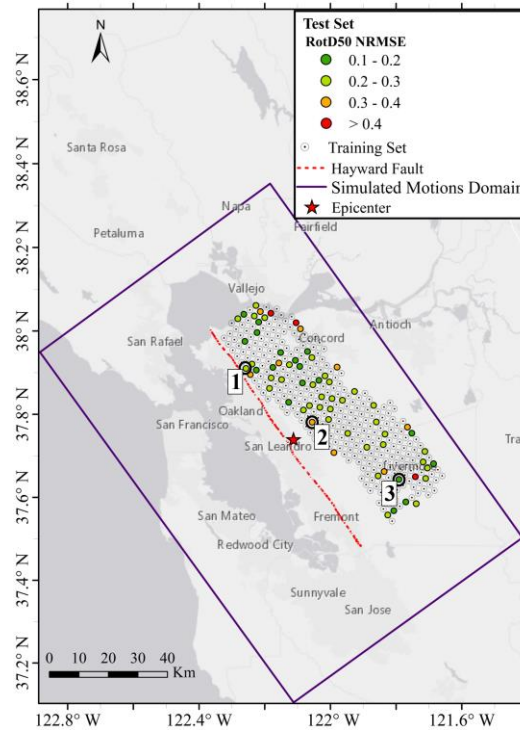 Test Set
RotD50 NRMSE
0.1 - 0.2
0.2 - 0.3
0.3 - 0.4
> 0.4
Training Set
Hayward Fault
Simulated Motions Domain
Epicenter
N
38.6° N
38.4° N
38.2° N
38° N
37.8° N
37.6° N
37.4° N
37.2° N
Santa Rosa
Napa
Petaluma
Fairfield
Vallejo
Antioch
San Rafael
Concord
1
Oakland
2
San Francisco
San Leandro
3
San Mateo
Fremont
Redwood City
Sunnyvale
San Jose
0 10 20 30 40
Km
122.8° W
122.4° W
122° W
121.6° W